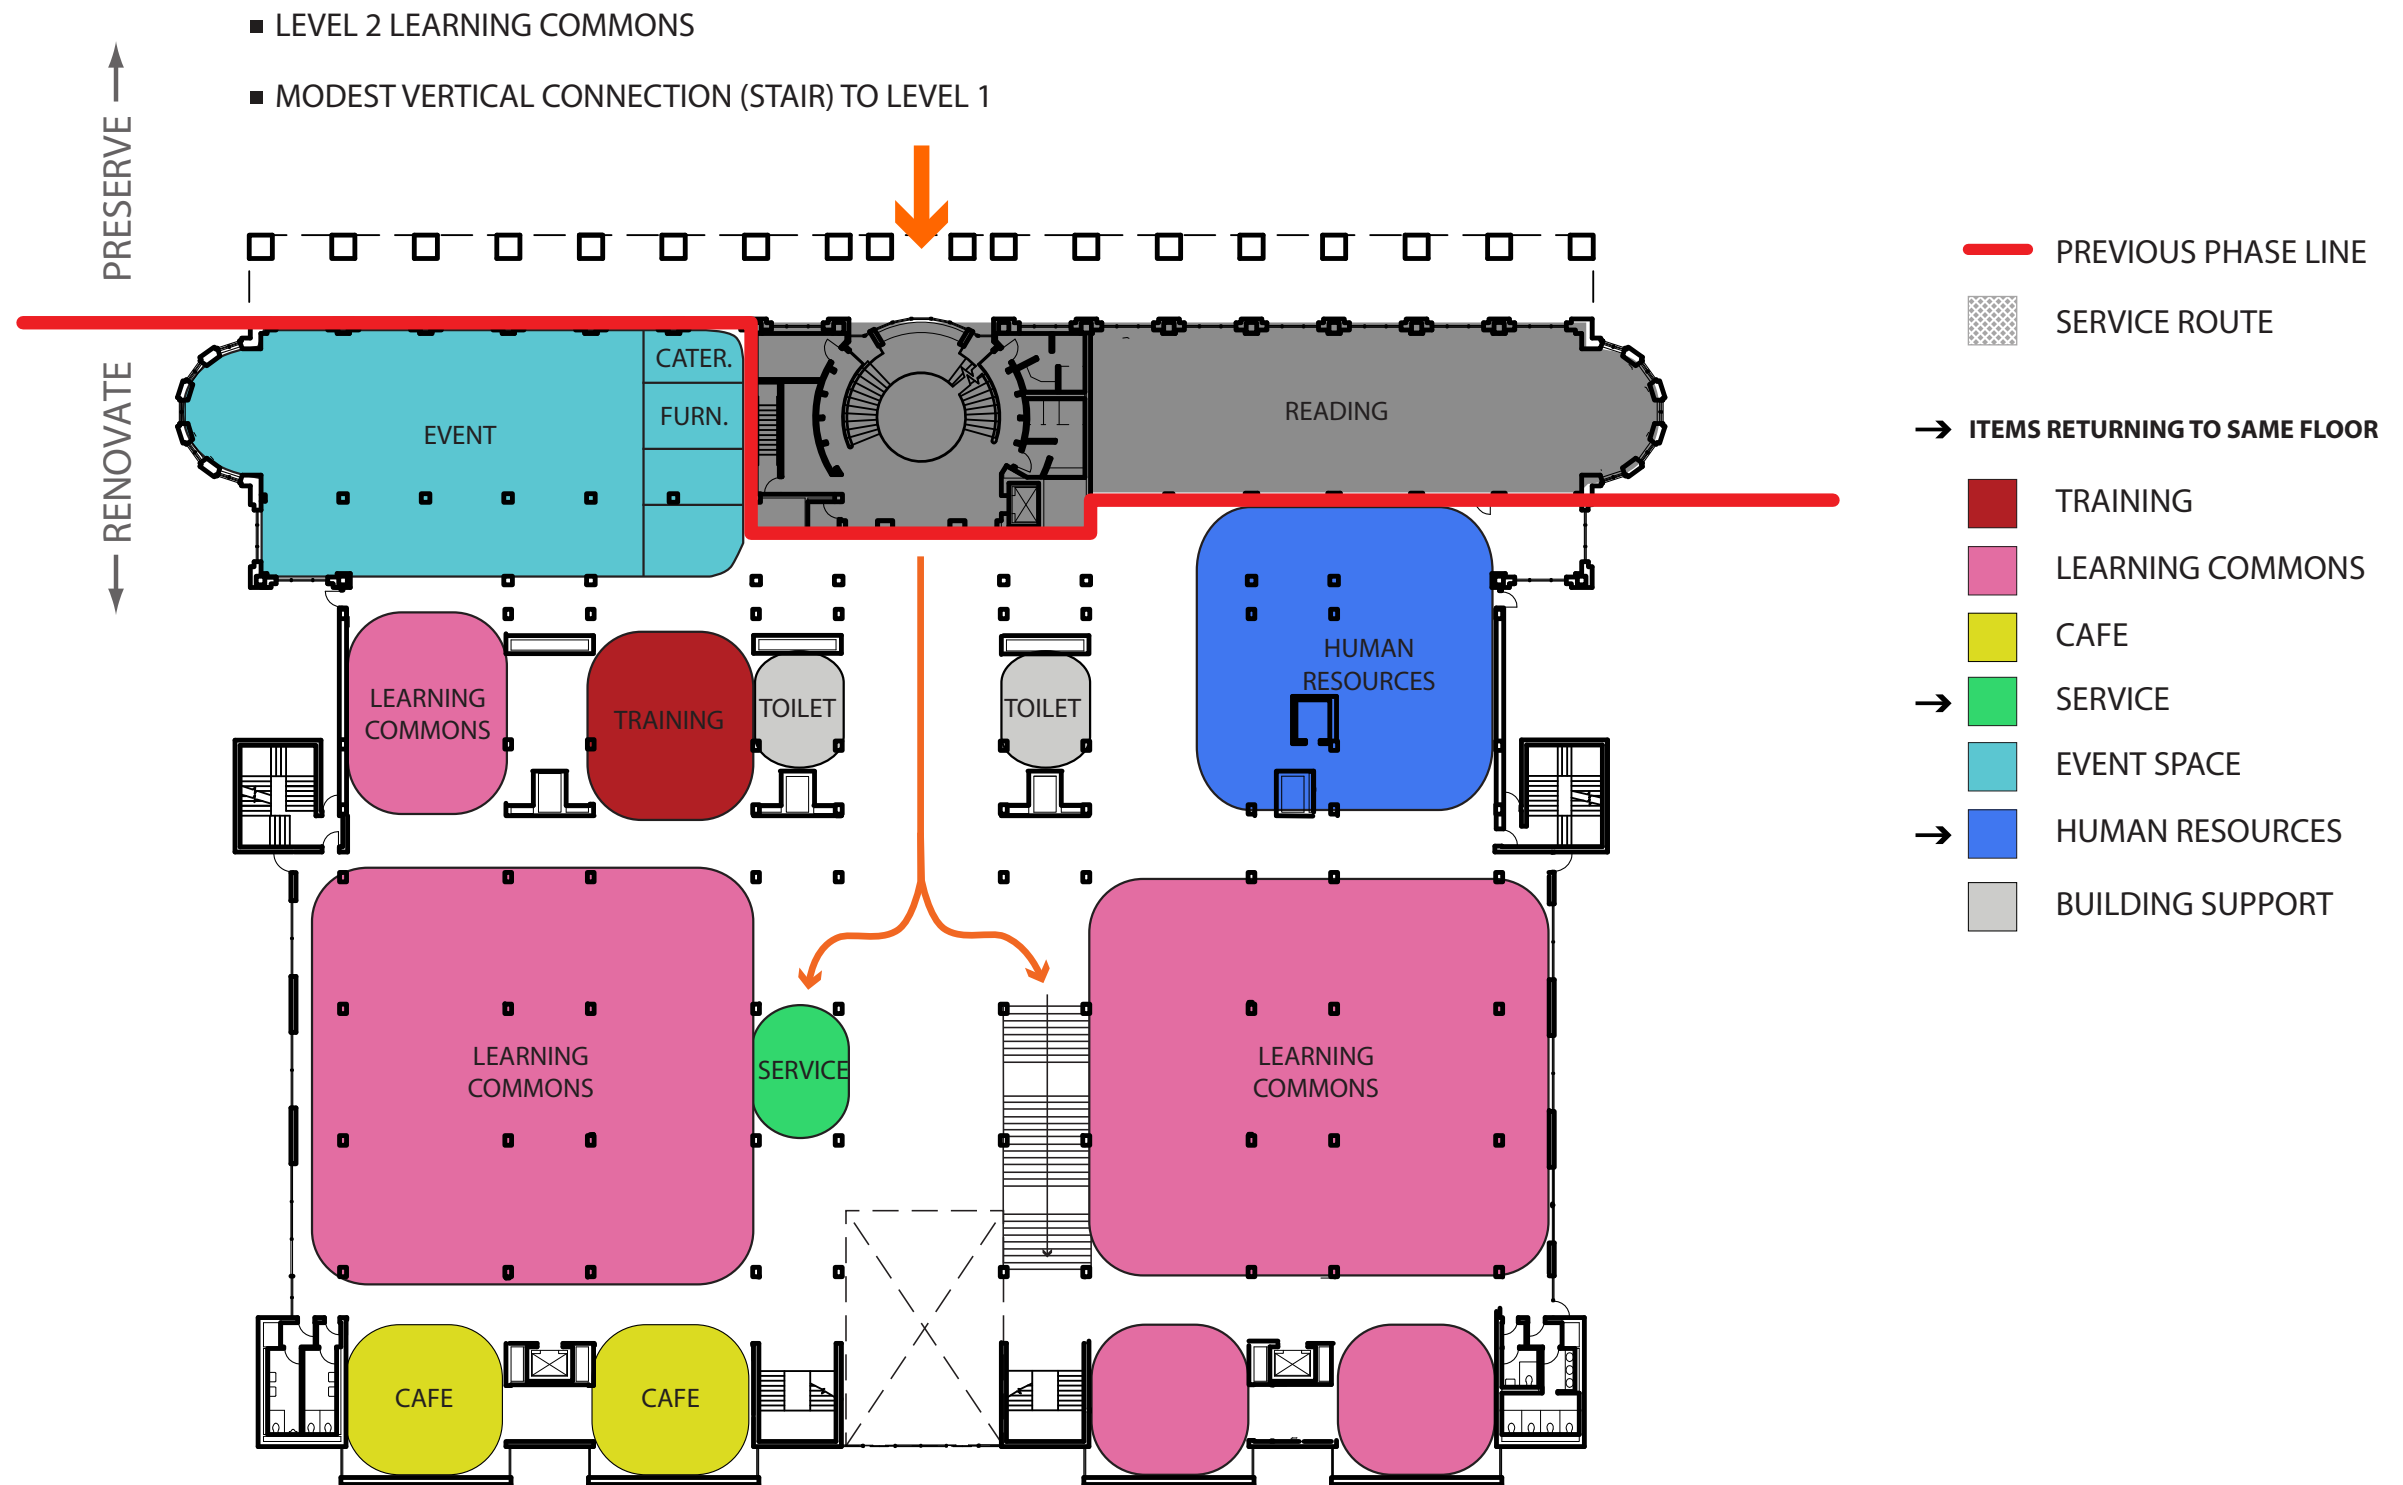 LEVEL 2 LEARNING COMMONS
MODEST VERTICAL CONNECTION (STAIR) TO LEVEL 1
PRESERVE
RENOVATE
CATER.
FURN.
EVENT
READING
HUMAN
RESOURCES
LEARNING
COMMONS
TRAINING
TOILET
TOILET
LEARNING
COMMONS
SERVICE
LEARNING
COMMONS
CAFE
CAFE
PREVIOUS PHASE LINE
SERVICE ROUTE
ITEMS RETURNING TO SAME FLOOR
TRAINING
LEARNING COMMONS
CAFE
SERVICE
EVENT SPACE
HUMAN RESOURCES
BUILDING SUPPORT